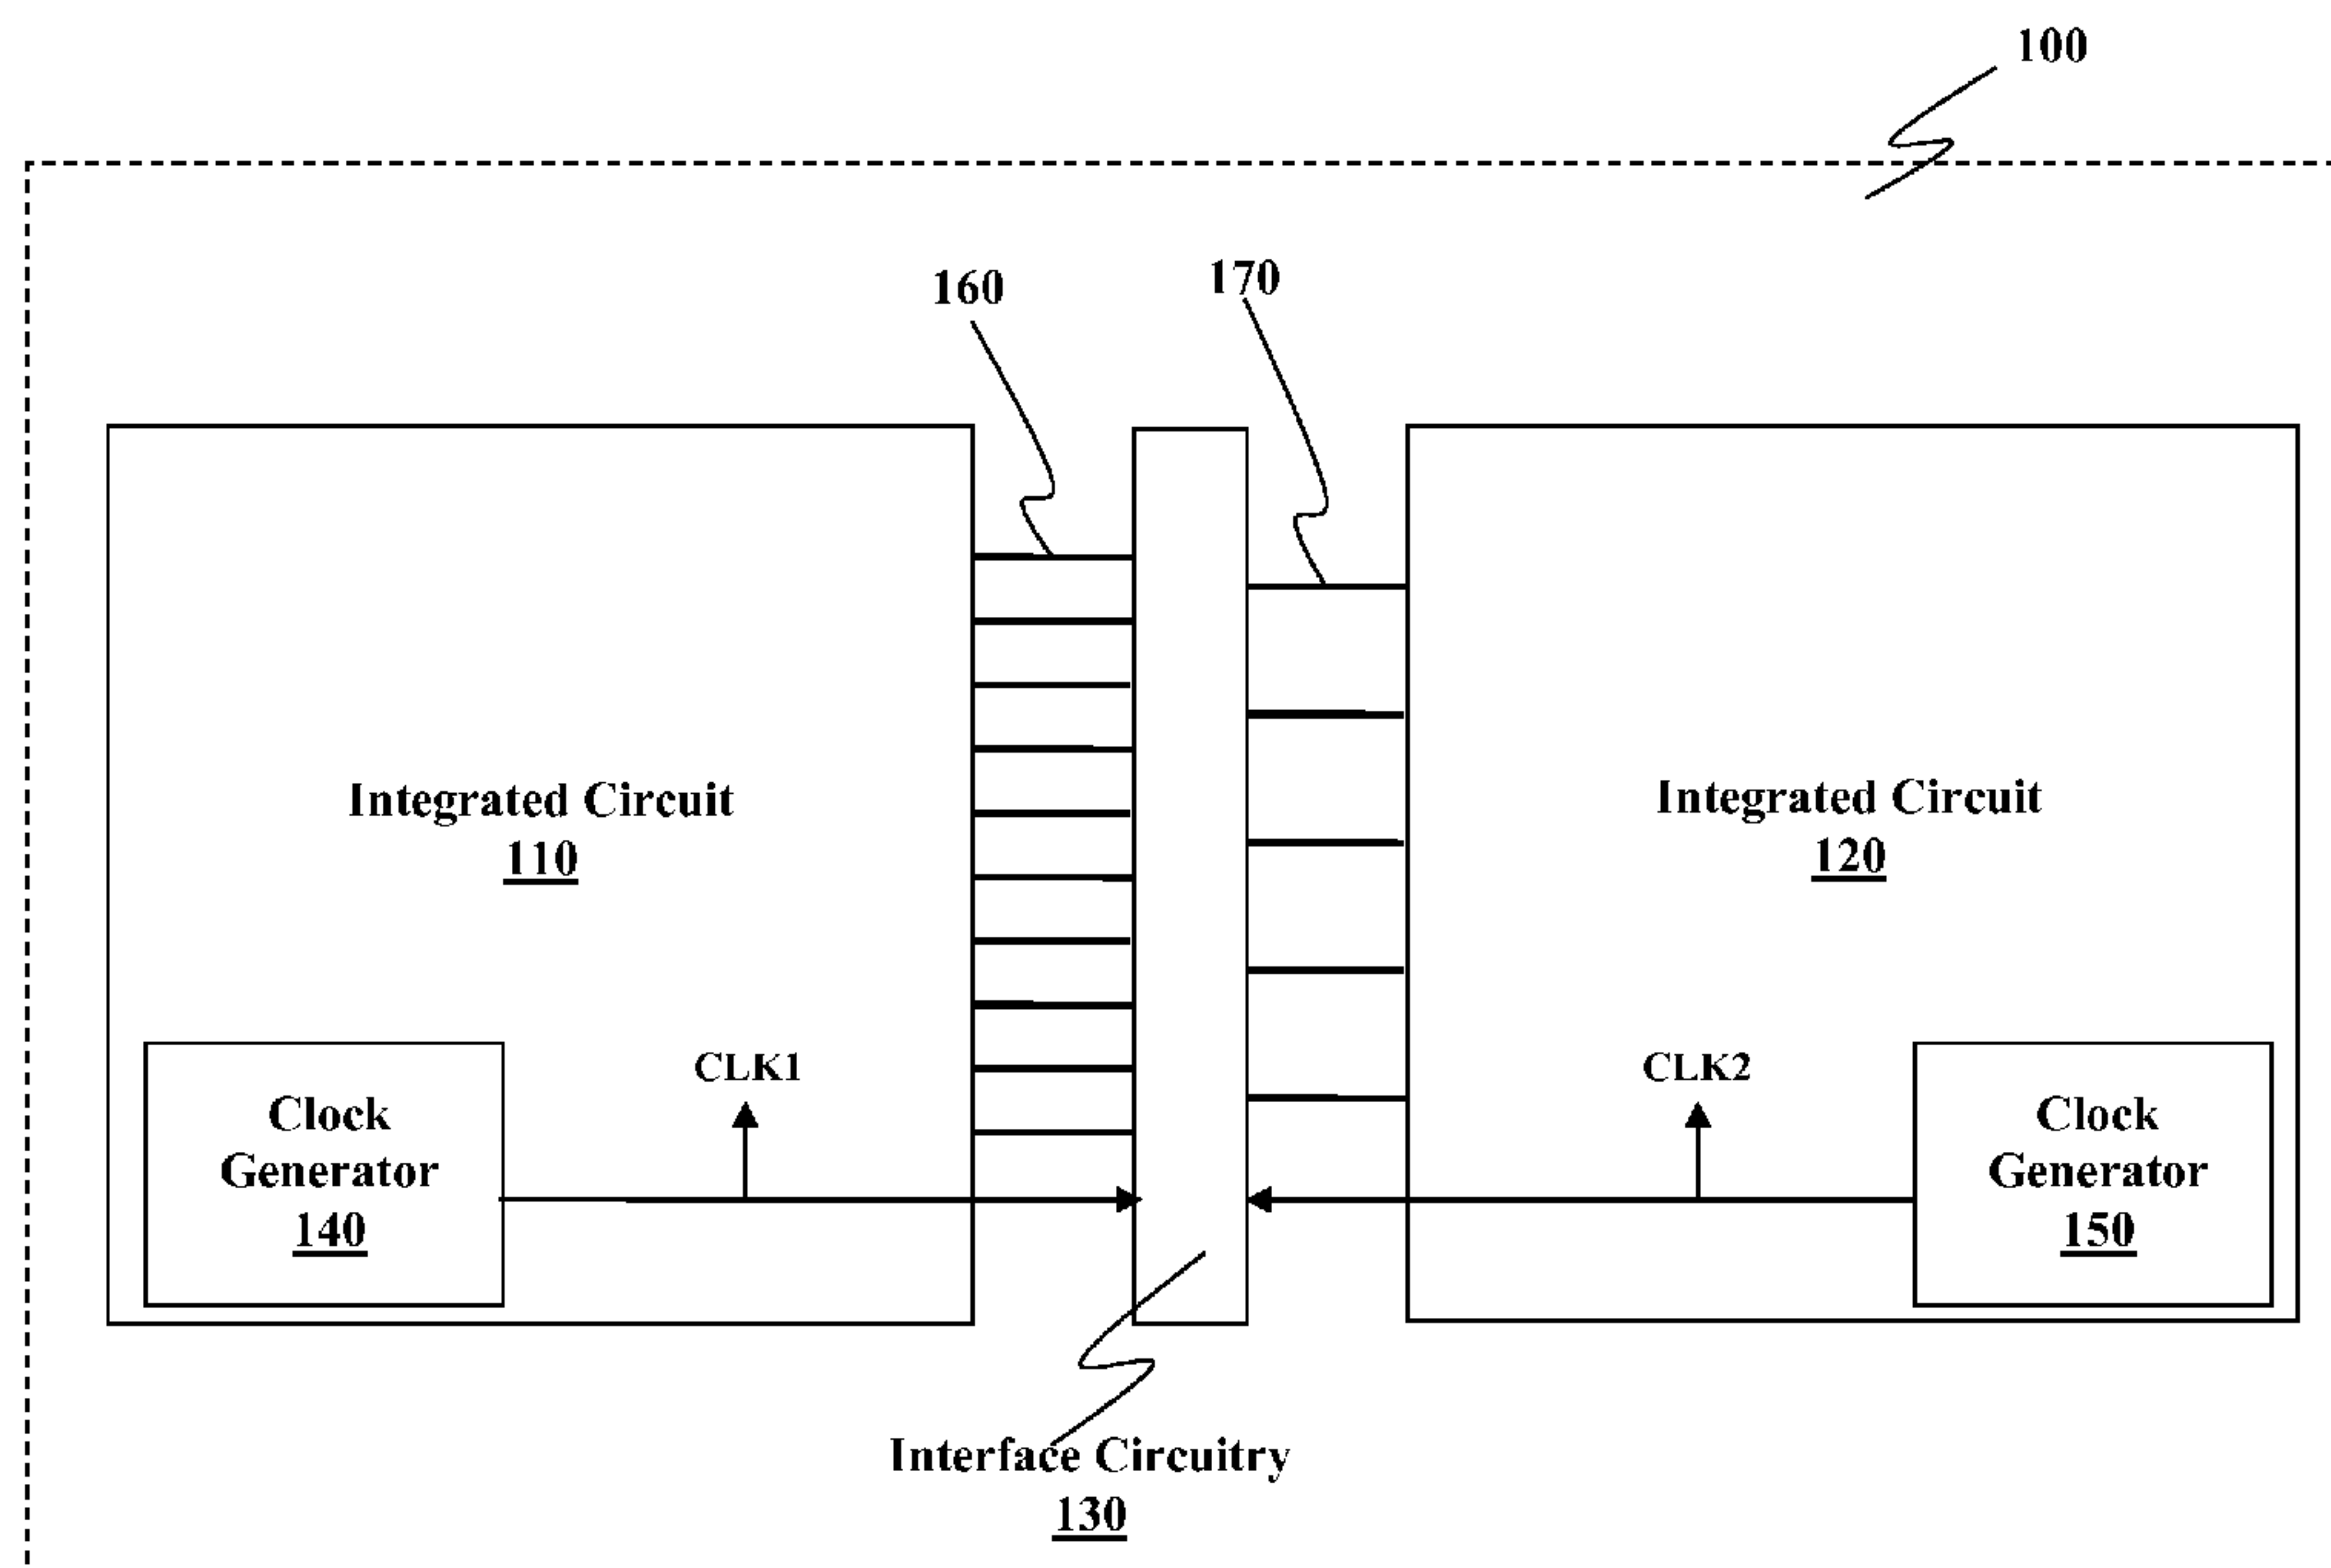 100
160
170
Integrated Circuit
110
Integrated Circuit
120
CLK1
CLK2
Clock
Generator
140
Clock
Generator
150
Interface Circuitry
130